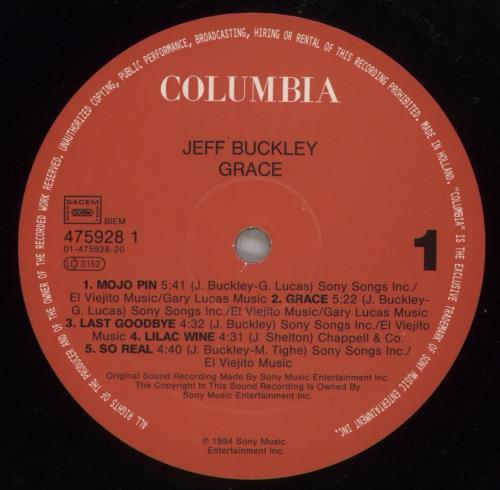 ALL RIGHTS OF THE PRODUCER AND OF THE OWNER OF THE RECORDED WORK RESERVED. UNAUTHORIZED COPYING, PUBLIC PERFORMANCE, BROADCASTING, HIRING OR RENTAL OF THIS RECORDING PROHIBITED. MADE IN HOLLAND. "COLUMBIA" IS THE EXCLUSIVE TRADEMARK OF SONY MUSIC ENTERTAINMENT INC.
COLUMBIA
JEFF BUCKLEY
GRACE
SACEM
SDRM
BIEM
475928 1
01-475928-20
LC 0162
1
1. MOJO PIN 5:41 (J. Buckley-G. Lucas) Sony Songs Inc./
El Viejito Music/Gary Lucas Music 2. GRACE 5:22 (J. Buckley-
G. Lucas) Sony Songs Inc./El Viejito Music/Gary Lucas Music
3. LAST GOODBYE 4:32 (J. Buckley) Sony Songs Inc./El Viejito
Music 4. LILAC WINE 4:31 (J. Shelton) Chappell & Co.
5. SO REAL 4:40 (J. Buckley-M. Tighe) Sony Songs Inc./
El Viejito Music
Original Sound Recording Made By Sony Music Entertainment Inc.
The Copyright In This Sound Recording Is Owned By
Sony Music Entertainment Inc.
℗ 1994 Sony Music
Entertainment Inc.